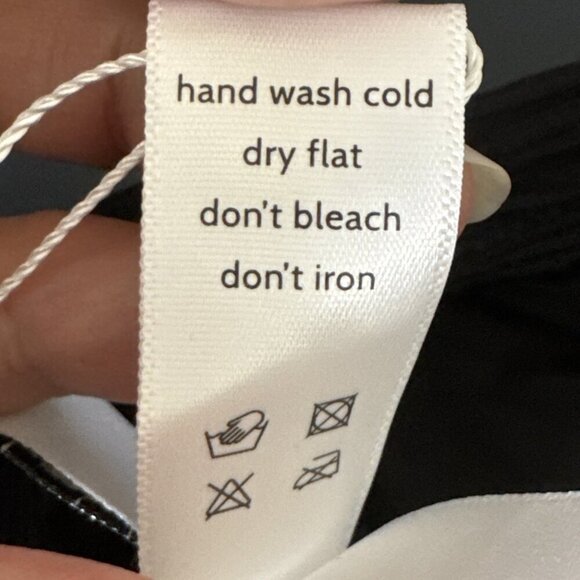 hand wash cold
dry flat
don't bleach
don't iron